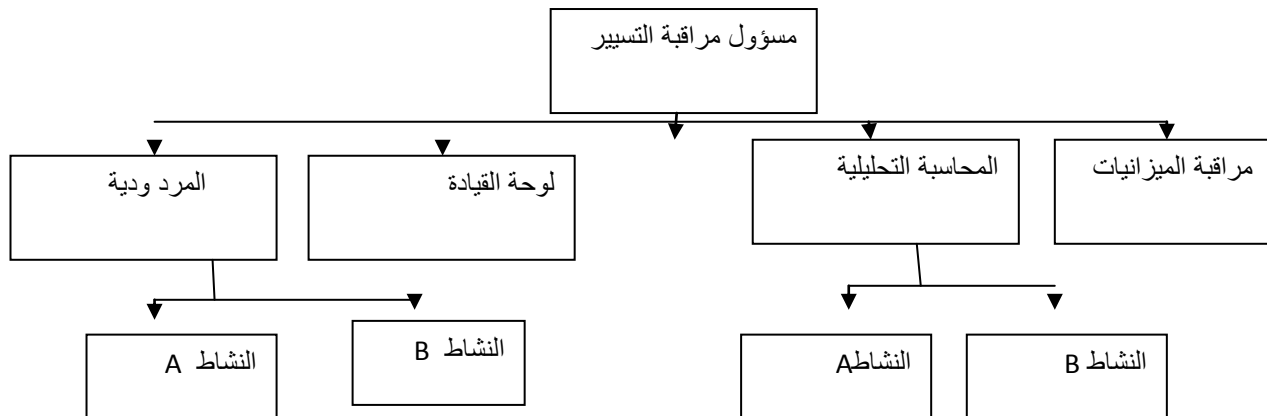 مسؤول مراقبة التسيير
مراقبة الميزانيات
المحاسبة التحليلية
لوحة القيادة
المرد ودية
النشاط B
النشاطA
النشاط B
النشاط A